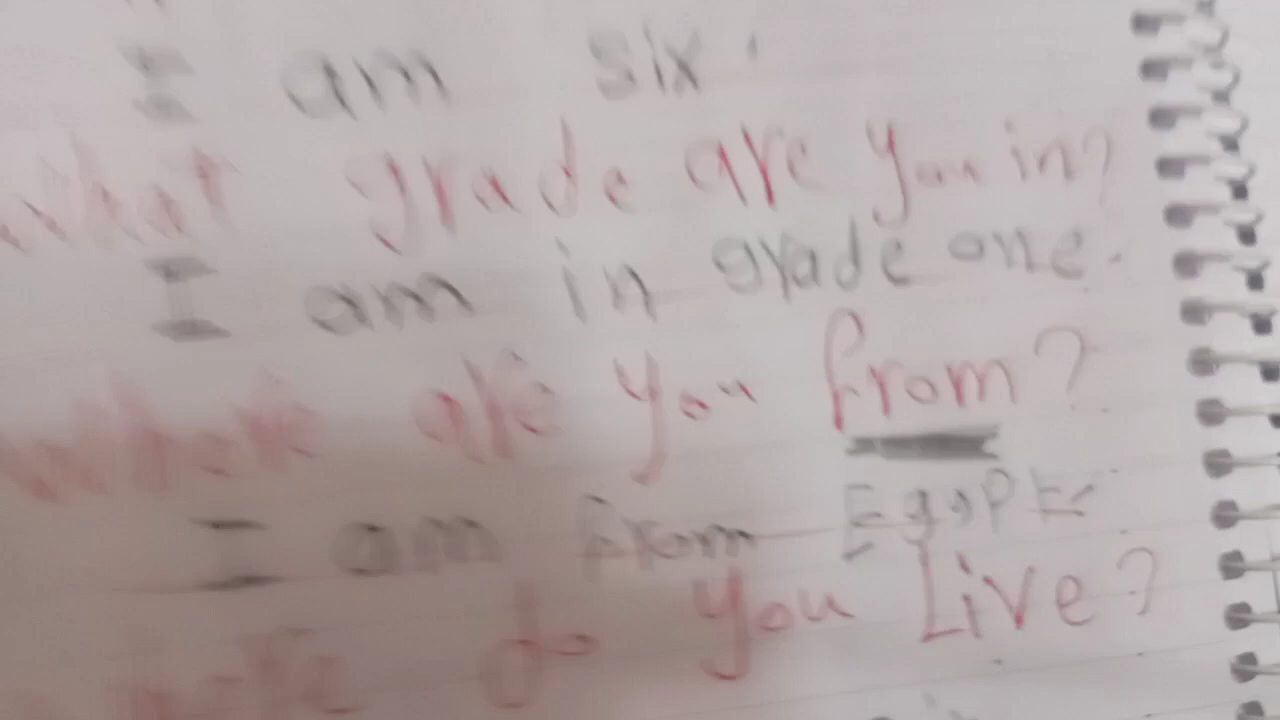 I am six.
What grade are you in?
I am in grade one.
Where are you from?
I am from Egypt
do you Live?